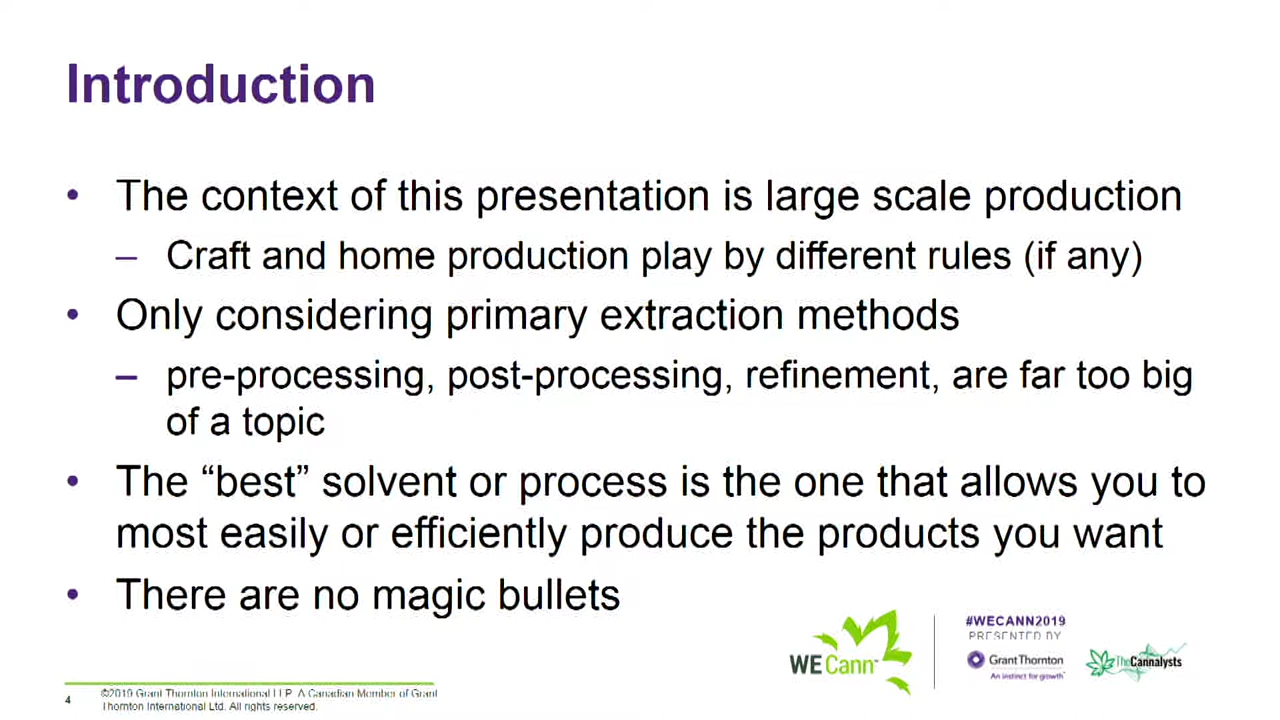 Introduction
• The context of this presentation is large scale production
– Craft and home production play by different rules (if any)
• Only considering primary extraction methods
– pre-processing, post-processing, refinement, are far too big
of a topic
• The “best” solvent or process is the one that allows you to
most easily or efficiently produce the products you want
• There are no magic bullets
WE Cann™
#WECANN2019
PRESENTED BY
Grant Thornton
An instinct for growth™
TheCannalysts
4
©2019 Grant Thornton International LLP. A Canadian Member of Grant
Thornton International Ltd. All rights reserved.